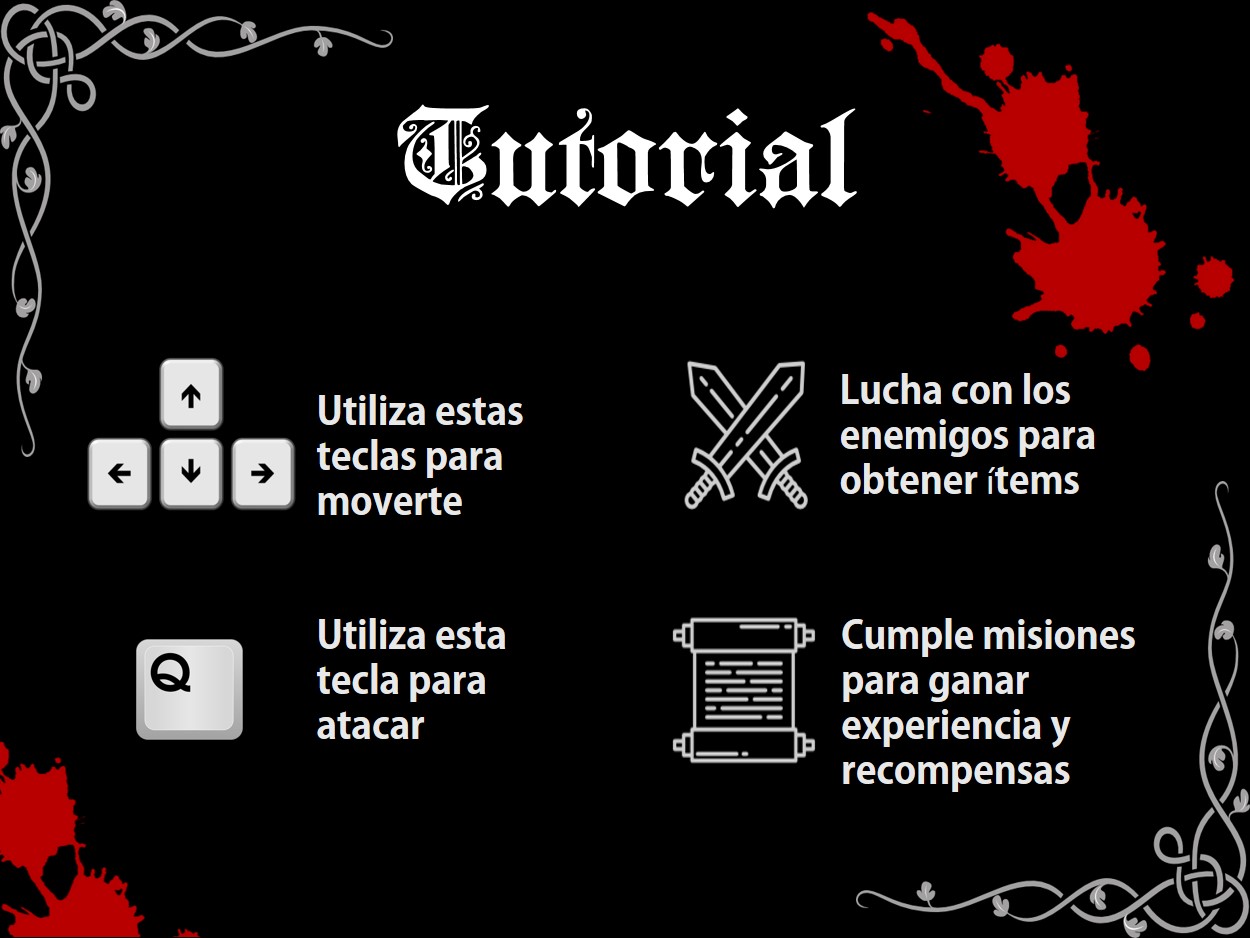 Tutorial
Utiliza estas
teclas para
moverte
Lucha con los
enemigos para
obtener ítems
Q
Utiliza esta
tecla para
atacar
Cumple misiones
para ganar
experiencia y
recompensas